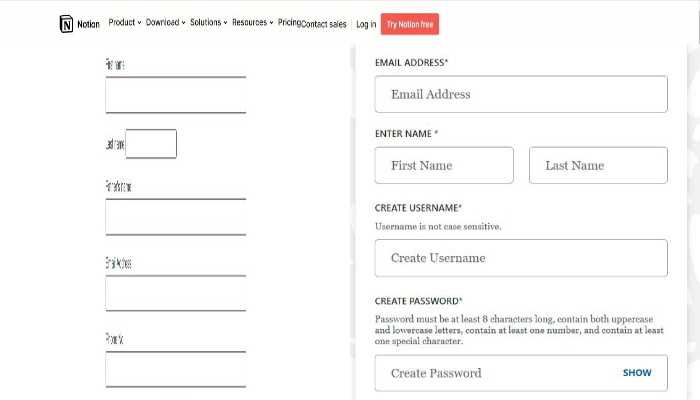 Notion Product Download Solutions Resources Pricing Contact sales Log in Try Notion free
First name
Last name
Father's name
Email Address
Phone No
EMAIL ADDRESS*
Email Address
ENTER NAME *
First Name Last Name
CREATE USERNAME*
Username is not case sensitive.
Create Username
CREATE PASSWORD*
Password must be at least 8 characters long, contain both uppercase
and lowercase letters, contain at least one number, and contain at least
one special character.
Create Password SHOW